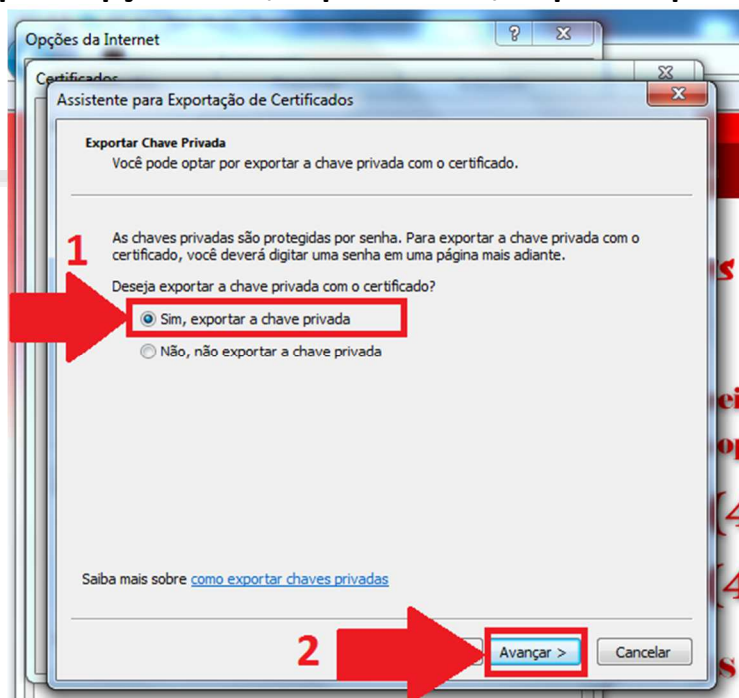 Opções da Internet
Certificados
Assistente para Exportação de Certificados
Exportar Chave Privada
Você pode optar por exportar a chave privada com o certificado.
1
As chaves privadas são protegidas por senha. Para exportar a chave privada com o
certificado, você deverá digitar uma senha em uma página mais adiante.
Deseja exportar a chave privada com o certificado?
Sim, exportar a chave privada
Não, não exportar a chave privada
Saiba mais sobre como exportar chaves privadas
2
Avançar >
Cancelar